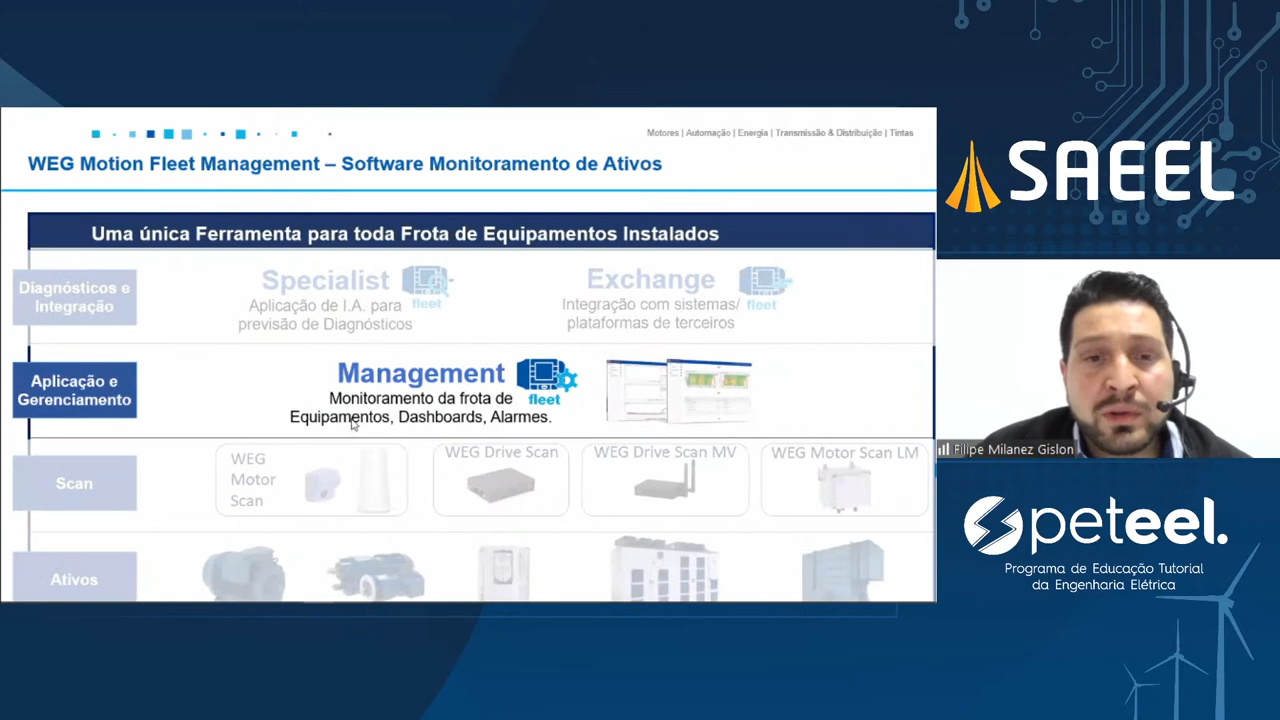 Motores | Automação | Energia | Transmissão & Distribuição | Tintas
WEG Motion Fleet Management – Software Monitoramento de Ativos
Uma única Ferramenta para toda Frota de Equipamentos Instalados
Diagnósticos e
Integração
Specialist
fleet
Aplicação de I.A. para
previsão de Diagnósticos
Exchange
fleet
Integração com sistemas/
plataformas de terceiros
Aplicação e
Gerenciamento
Management
fleet
Monitoramento da frota de
Equipamentos, Dashboards, Alarmes.
Scan
WEG
Motor
Scan
WEG Drive Scan
WEG Drive Scan MV
WEG Motor Scan LM
Ativos
SAEEL
Filipe Milanez Gislon
peteel.
Programa de Educação Tutorial
da Engenharia Elétrica